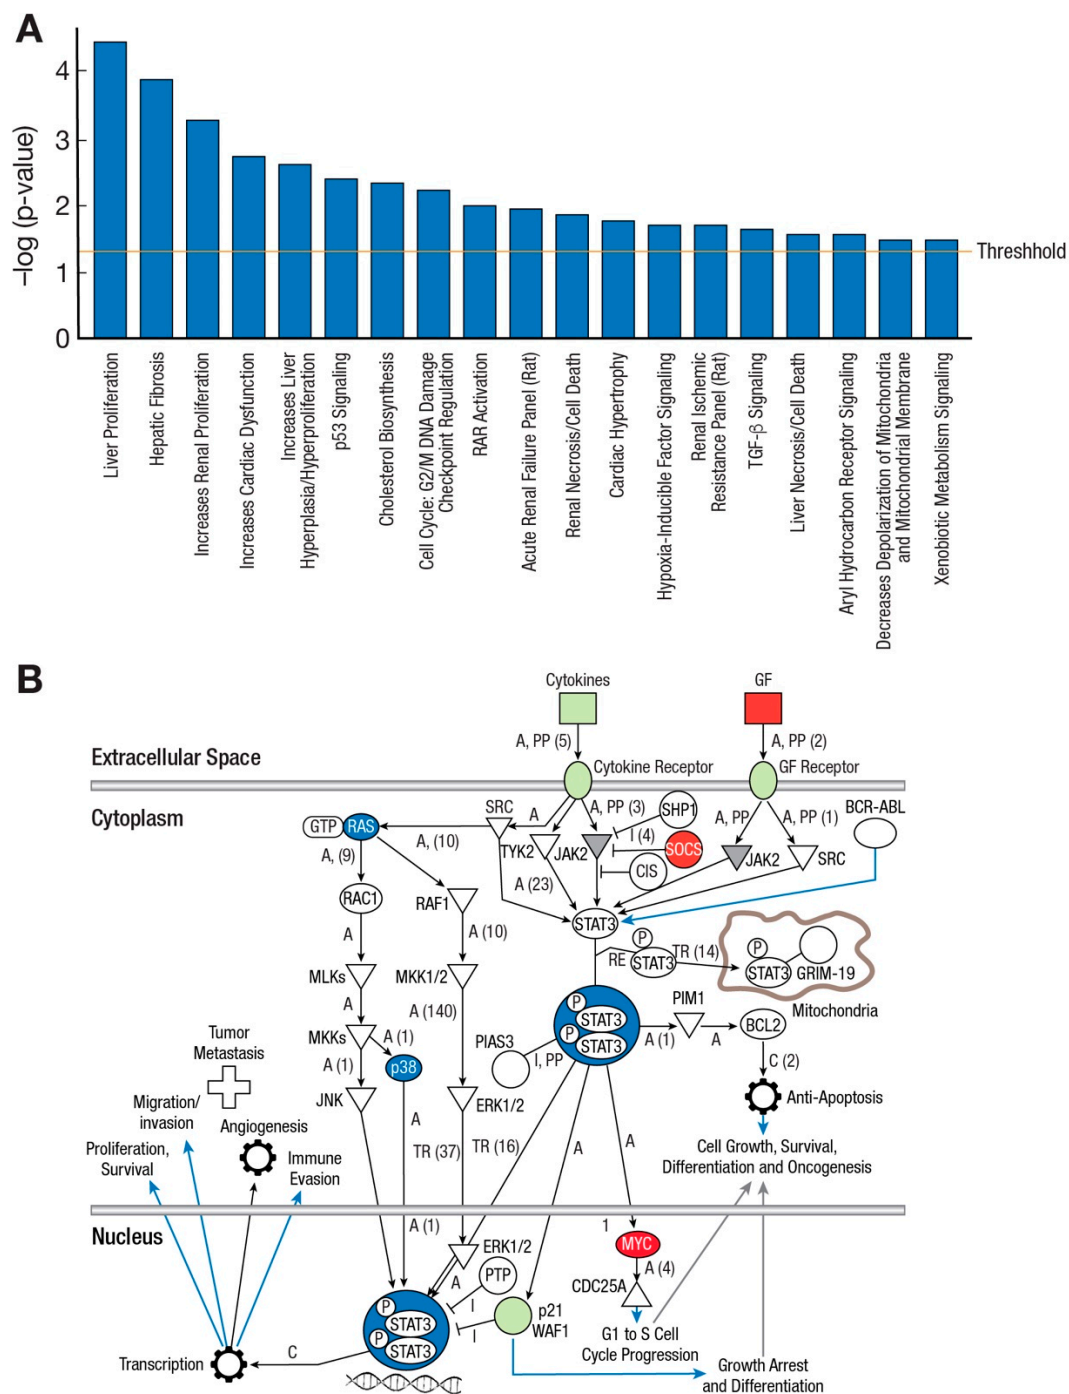 A
–log (p-value)
4
3
2
1
0
Threshhold
Liver Proliferation
Hepatic Fibrosis
Increases Renal Proliferation
Increases Cardiac Dysfunction
Increases Liver
Hyperplasia/Hyperproliferation
p53 Signaling
Cholesterol Biosynthesis
Cell Cycle: G2/M DNA Damage
Checkpoint Regulation
RAR Activation
Acute Renal Failure Panel (Rat)
Renal Necrosis/Cell Death
Cardiac Hypertrophy
Hypoxia-Inducible Factor Signaling
Renal Ischemic
Resistance Panel (Rat)
TGF-β Signaling
Liver Necrosis/Cell Death
Aryl Hydrocarbon Receptor Signaling
Decreases Depolarization of Mitochondria
and Mitochondrial Membrane
Xenobiotic Metabolism Signaling
B
Cytokines
GF
A, PP (5)
A, PP (2)
Extracellular Space
Cytokine Receptor
GF Receptor
Cytoplasm
SRC
A
A, PP (3)
SHP1
A, PP
A, PP (1)
BCR-ABL
GTP
RAS
A, (10)
I (4)
SOCS
TYK2
JAK2
JAK2
SRC
A, (9)
A (23)
CIS
RAC1
RAF1
STAT3
A
A (10)
P
RE
STAT3
TR (14)
P
STAT3
GRIM-19
Mitochondria
MLKs
MKK1/2
A
A (140)
P
STAT3
P
STAT3
PIM1
A (1)
A
BCL2
MKKs
A (1)
PIAS3
I, PP
C (2)
Tumor
Metastasis
A (1)
p38
Anti-Apoptosis
JNK
ERK1/2
Migration/
invasion
Angiogenesis
A
Proliferation,
Survival
Immune
Evasion
TR (37)
TR (16)
A
A
Cell Growth, Survival,
Differentiation and Oncogenesis
Nucleus
A (1)
1
MYC
ERK1/2
A
PTP
A (4)
CDC25A
I
P
STAT3
P
STAT3
I
p21
WAF1
G1 to S Cell
Cycle Progression
Transcription
C
Growth Arrest
and Differentiation